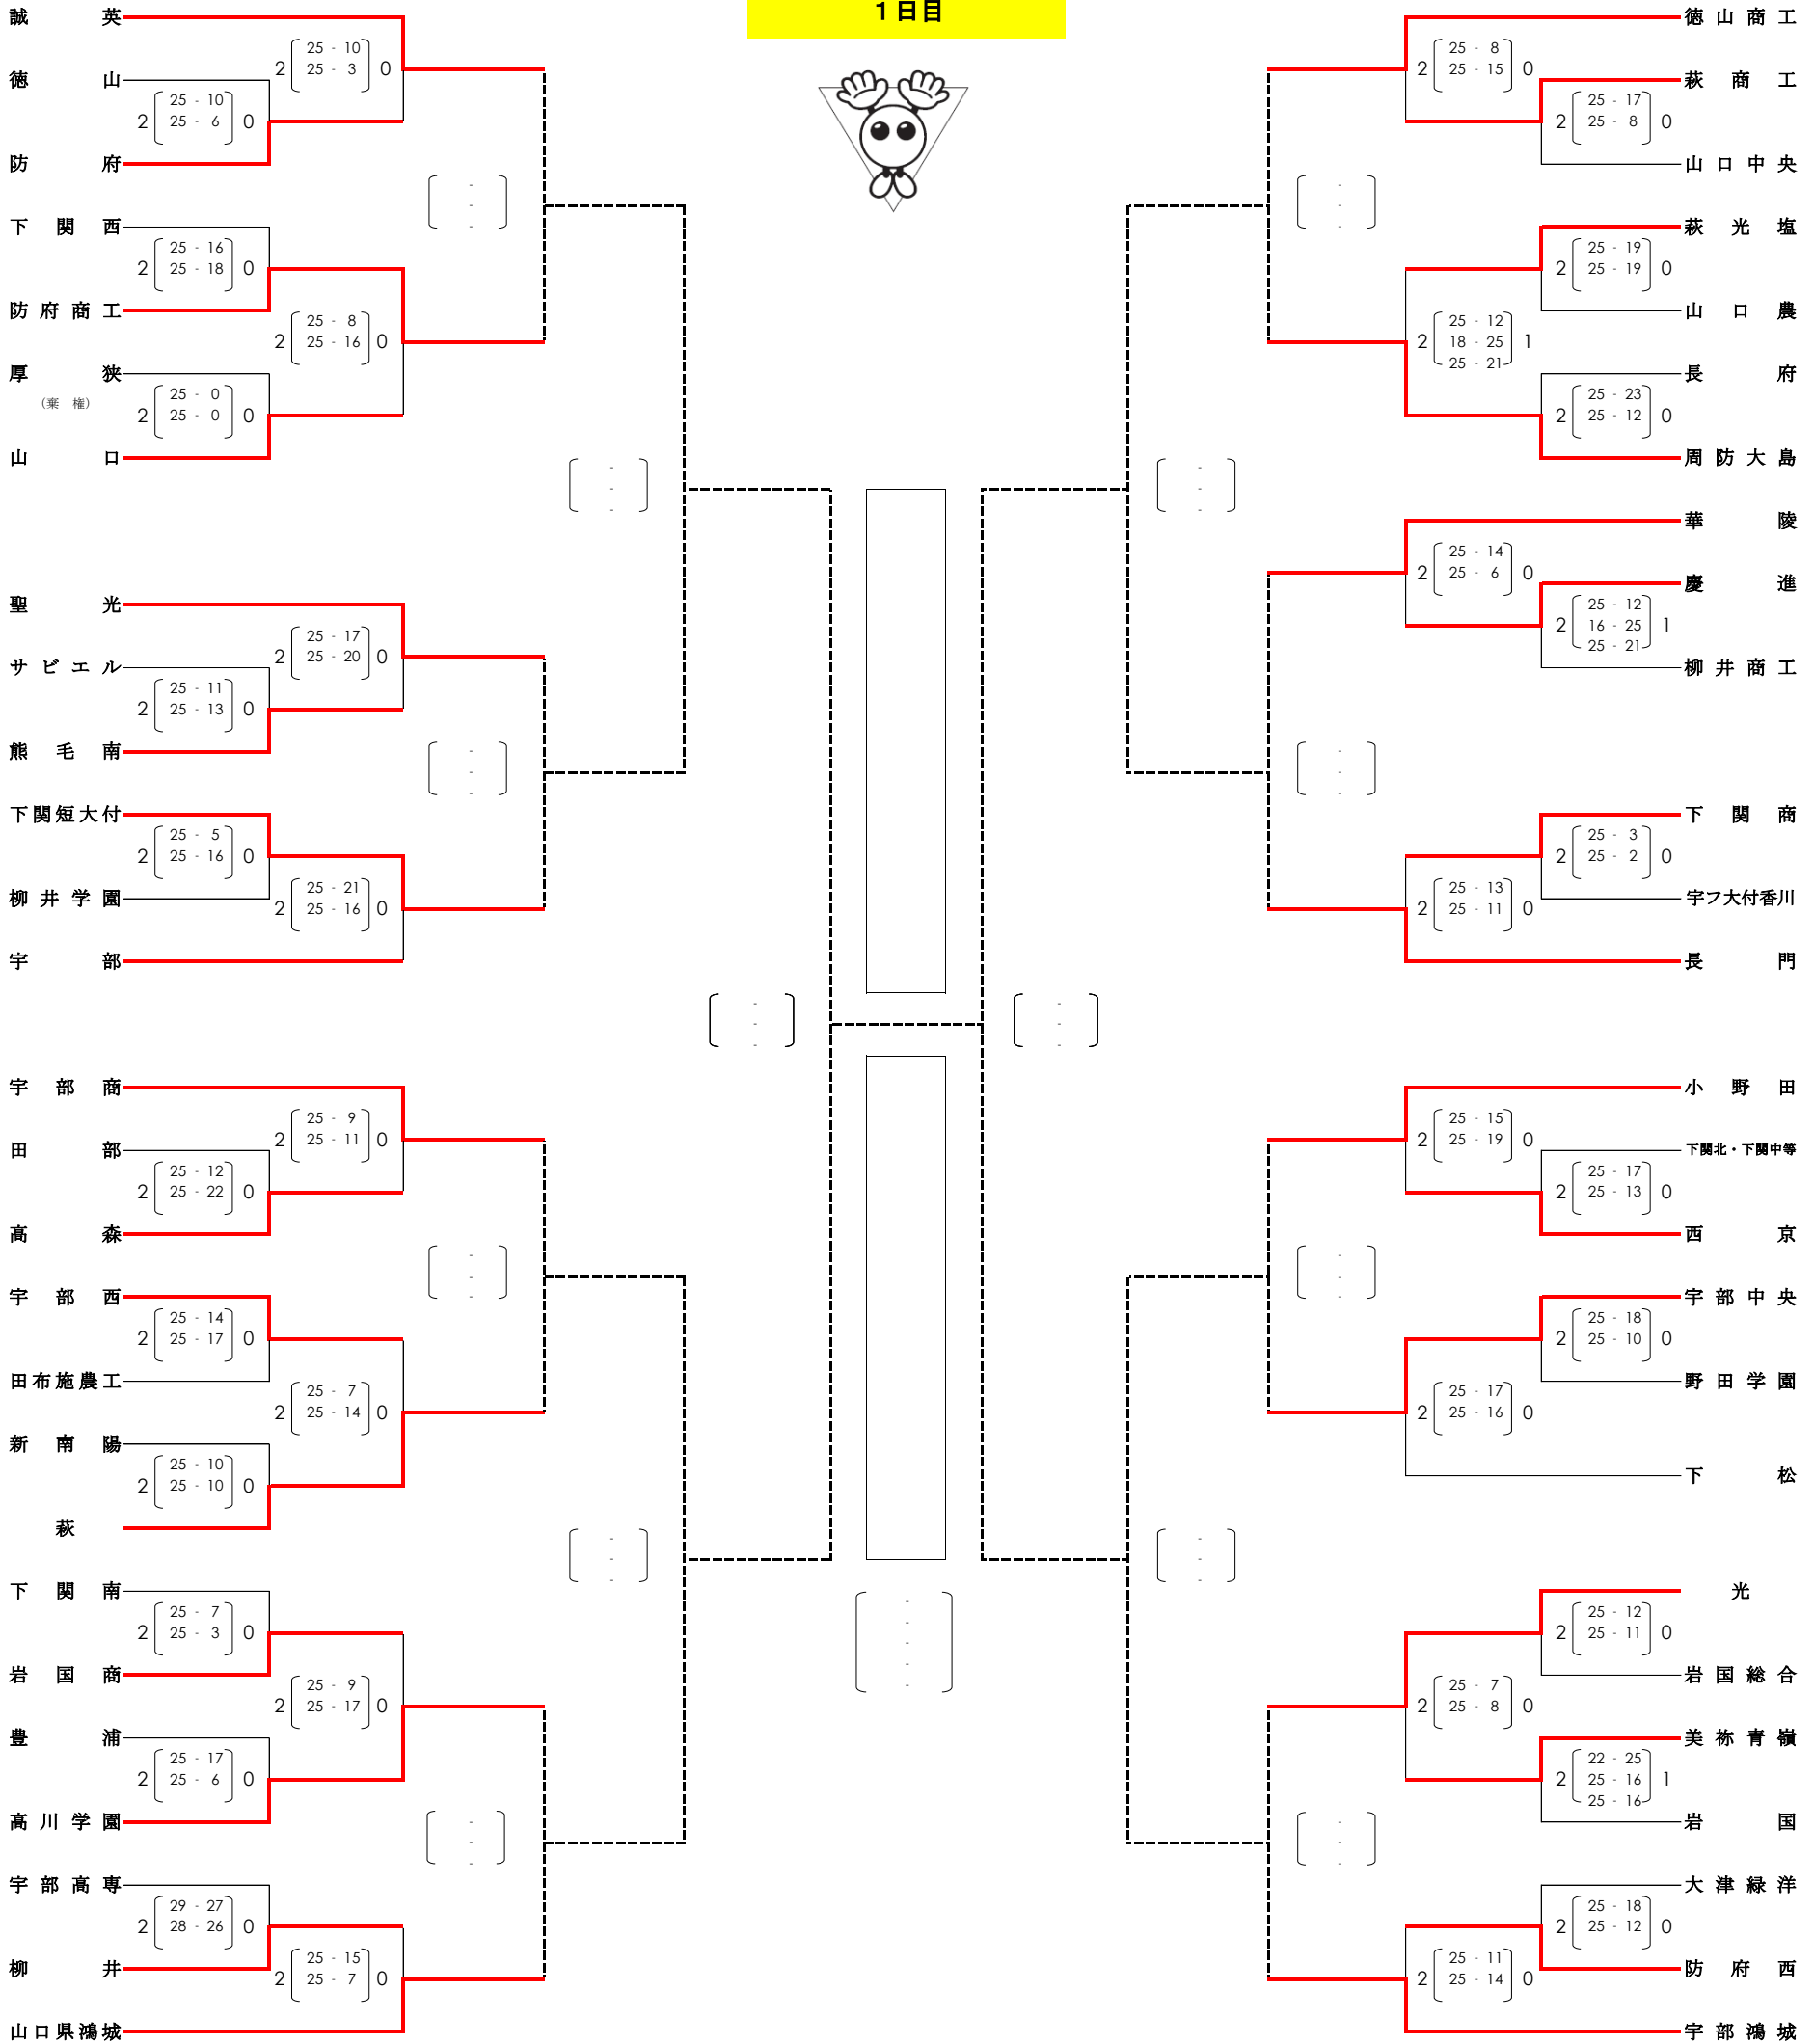 1日目
誠英
2 25 - 10 0
25 - 3
徳山
2 25 - 10 0
25 - 6
防府
下関西
2 25 - 16 0
25 - 18
防府商工
2 25 - 8 0
25 - 16
厚狭
(棄権)
2 25 - 0 0
25 - 0
山口
聖光
2 25 - 17 0
25 - 20
サビエル
2 25 - 11 0
25 - 13
熊毛南
下関短大付
2 25 - 5 0
25 - 16
柳井学園
2 25 - 21 0
25 - 16
宇部
宇部商
2 25 - 9 0
25 - 11
田部
2 25 - 12 0
25 - 22
高森
宇部西
2 25 - 14 0
25 - 17
田布施農工
2 25 - 7 0
25 - 14
新南陽
2 25 - 10 0
25 - 10
萩
下関南
2 25 - 7 0
25 - 3
岩国商
2 25 - 9 0
25 - 17
豊浦
2 25 - 17 0
25 - 6
高川学園
宇部高専
2 29 - 27 0
28 - 26
柳井
2 25 - 15 0
25 - 7
山口県鴻城
徳山商工
2 25 - 8 0
25 - 15
萩商工
2 25 - 17 0
25 - 8
山口中央
萩光塩
2 25 - 19 0
25 - 19
山口農
2 25 - 12 1
18 - 25
25 - 21
長府
2 25 - 23 0
25 - 12
周防大島
華陵
2 25 - 14 0
25 - 6
慶進
2 25 - 12 1
16 - 25
25 - 21
柳井商工
下関商
2 25 - 3 0
25 - 2
宇フ大付香川
2 25 - 13 0
25 - 11
長門
小野田
2 25 - 15 0
25 - 19
下関北・下関中等
2 25 - 17 0
25 - 13
西京
宇部中央
2 25 - 18 0
25 - 10
野田学園
2 25 - 17 0
25 - 16
下松
光
2 25 - 12 0
25 - 11
岩国総合
2 25 - 7 0
25 - 8
美祢青嶺
2 22 - 25 1
25 - 16
25 - 16
岩国
大津緑洋
2 25 - 18 0
25 - 12
防府西
2 25 - 11 0
25 - 14
宇部鴻城